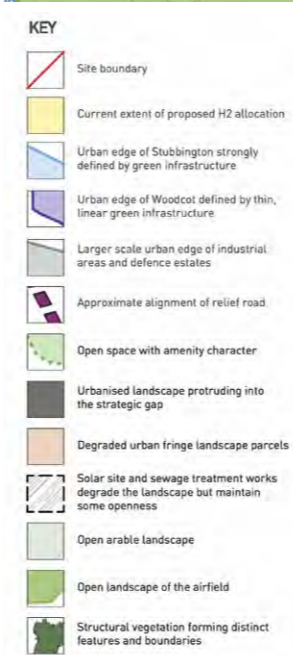 KEY
Site boundary
Current extent of proposed H2 allocation
Urban edge of Stubbington strongly
defined by green infrastructure
Urban edge of Woodcot defined by thin,
linear green infrastructure
Larger scale urban edge of industrial
areas and defence estates
Approximate alignment of relief road
Open space with amenity character
Urbanised landscape protruding into
the strategic gap
Degraded urban fringe landscape parcels
Solar site and sewage treatment works
degrade the landscape but maintain
some openness
Open arable landscape
Open landscape of the airfield
Structural vegetation forming distinct
features and boundaries